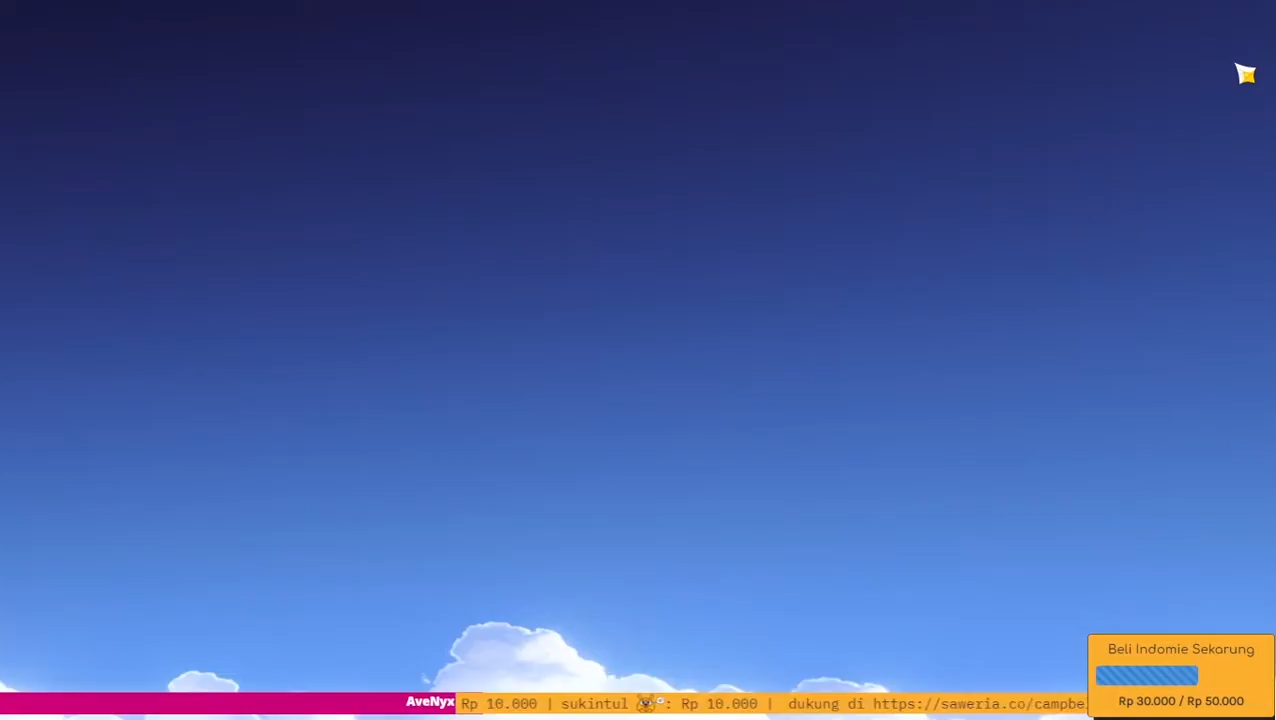 Beli Indomie Sekarung
Rp 30.000 / Rp 50.000
AveNyx Rp 10.000 | sukintul : Rp 10.000 | dukung di https://saweria.co/campbe